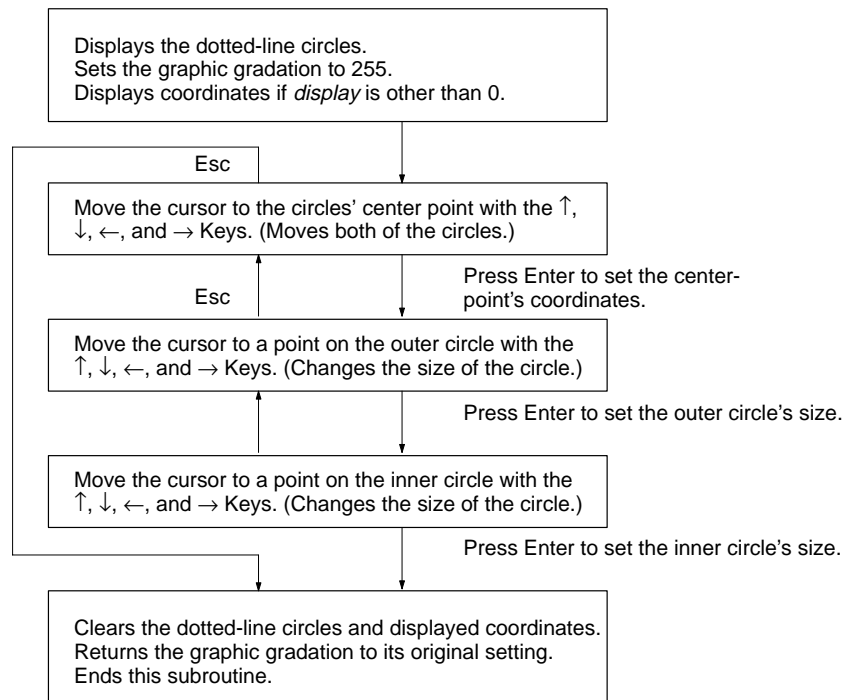 Displays the dotted-line circles.
Sets the graphic gradation to 255.
Displays coordinates if display is other than 0.
Esc
Move the cursor to the circles' center point with the ↑,
↓, ←, and → Keys. (Moves both of the circles.)
Press Enter to set the center-
point's coordinates.
Esc
Move the cursor to a point on the outer circle with the
↑, ↓, ←, and → Keys. (Changes the size of the circle.)
Press Enter to set the outer circle's size.
Move the cursor to a point on the inner circle with the
↑, ↓, ←, and → Keys. (Changes the size of the circle.)
Press Enter to set the inner circle's size.
Clears the dotted-line circles and displayed coordinates.
Returns the graphic gradation to its original setting.
Ends this subroutine.